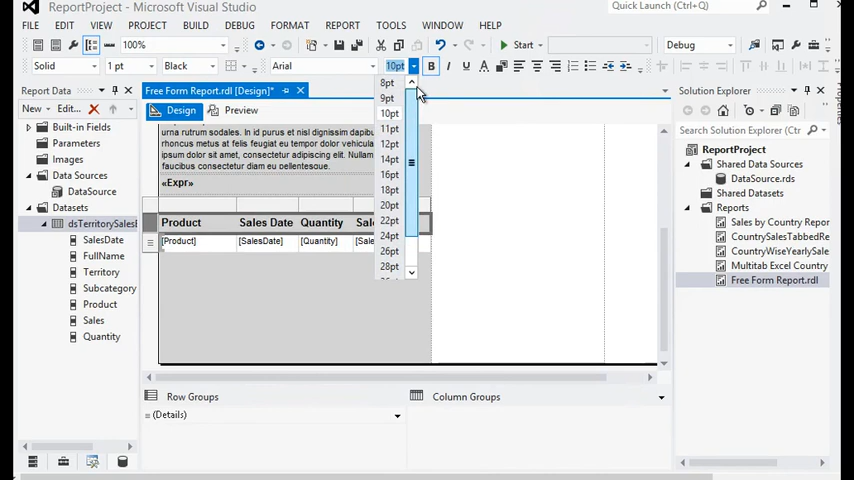 ReportProject - Microsoft Visual Studio
Quick Launch (Ctrl+Q)
FILE EDIT VIEW PROJECT BUILD DEBUG FORMAT REPORT TOOLS WINDOW HELP
100% Start Debug
Solid 1 pt Black Arial 10pt B I U A
Report Data
Free Form Report.rdl [Design]*
Solution Explorer
New Edit...
Design Preview
Search Solution Explorer (Ctrl+;)
Properties
Built-in Fields
Parameters
Images
Data Sources
DataSource
Datasets
dsTerritorySales
SalesDate
FullName
Territory
Subcategory
Product
Sales
Quantity
urna rutrum sodales. In id purus et nisl dignissim dapibu
rhoncus metus at felis feugiat eu tempor dolor vehicula
ipsum dolor sit amet, consectetur adipiscing elit. Mauris
faucibus consectetur diam eu pellentesque.
«Expr»
Product Sales Date Quantity Sal
[Product] [SalesDate] [Quantity] [Sales
8pt
9pt
10pt
11pt
12pt
14pt
16pt
18pt
20pt
22pt
24pt
26pt
28pt
ReportProject
Shared Data Sources
DataSource.rds
Shared Datasets
Reports
Sales by Country Repor
CountrySalesTabbedRe
CountryWiseYearlySale
Multitab Excel Country
Free Form Report.rdl
Row Groups
Column Groups
(Details)